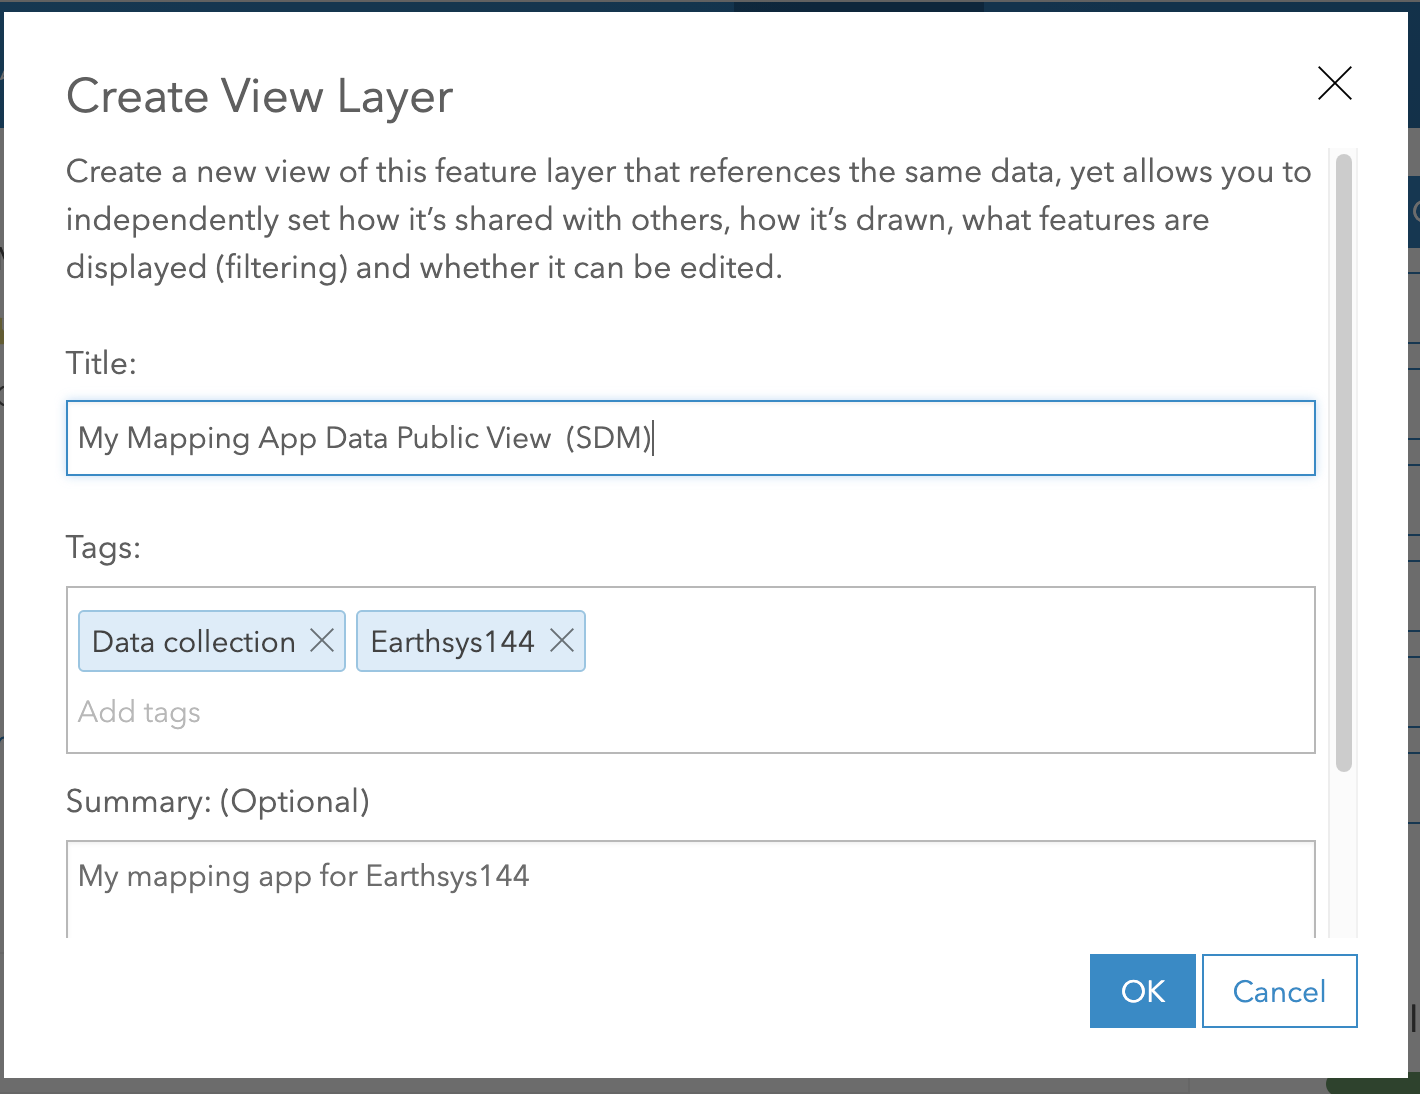 Create View Layer
Create a new view of this feature layer that references the same data, yet allows you to
independently set how it’s shared with others, how it’s drawn, what features are
displayed (filtering) and whether it can be edited.
Title:
My Mapping App Data Public View  (SDM)
Tags:
Data collection
Earthsys144
Add tags
Summary: (Optional)
My mapping app for Earthsys144
OK
Cancel